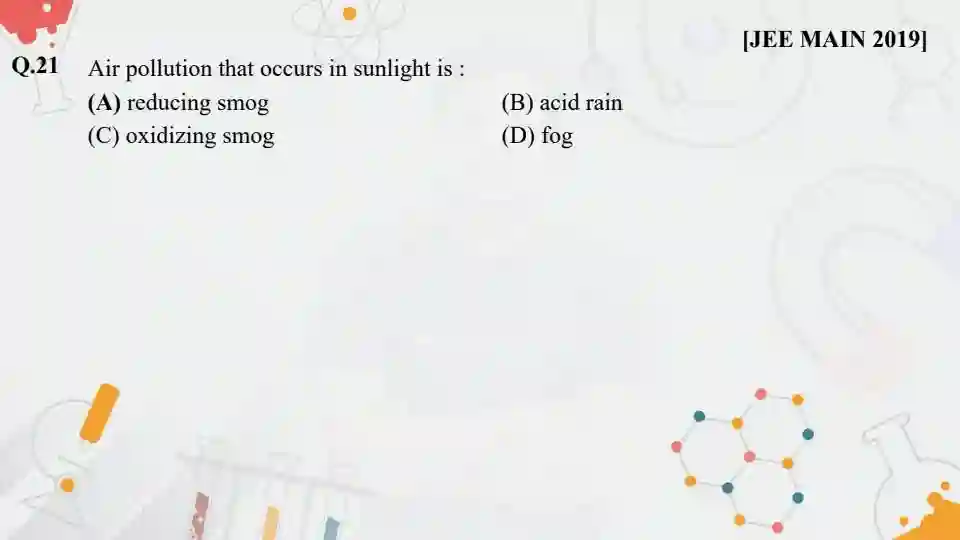 [JEE MAIN 2019]
Q.21 Air pollution that occurs in sunlight is :
(A) reducing smog (B) acid rain
(C) oxidizing smog (D) fog